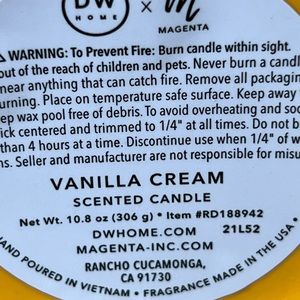 DW
HOME
x m
MAGENTA
⚠ WARNING: To Prevent Fire: Burn candle within sight.
out of the reach of children and pets. Never burn a cand
near anything that can catch fire. Remove all packaging
urning. Place on temperature safe surface. Keep away
ep wax pool free of debris. To avoid overheating and soo
ick centered and trimmed to 1/4" at all times. Do not b
than 4 hours at a time. Discontinue use when 1/4" of w
ns. Seller and manufacturer are not responsible for misu
VANILLA CREAM
SCENTED CANDLE
Net Wt. 10.8 oz (306 g) * Item #RD188942
DWHOME.COM 21L52
MAGENTA-INC.COM
RANCHO CUCAMONGA,
CA 91730
AND POURED IN VIETNAM • FRAGRANCE MADE IN THE USA •